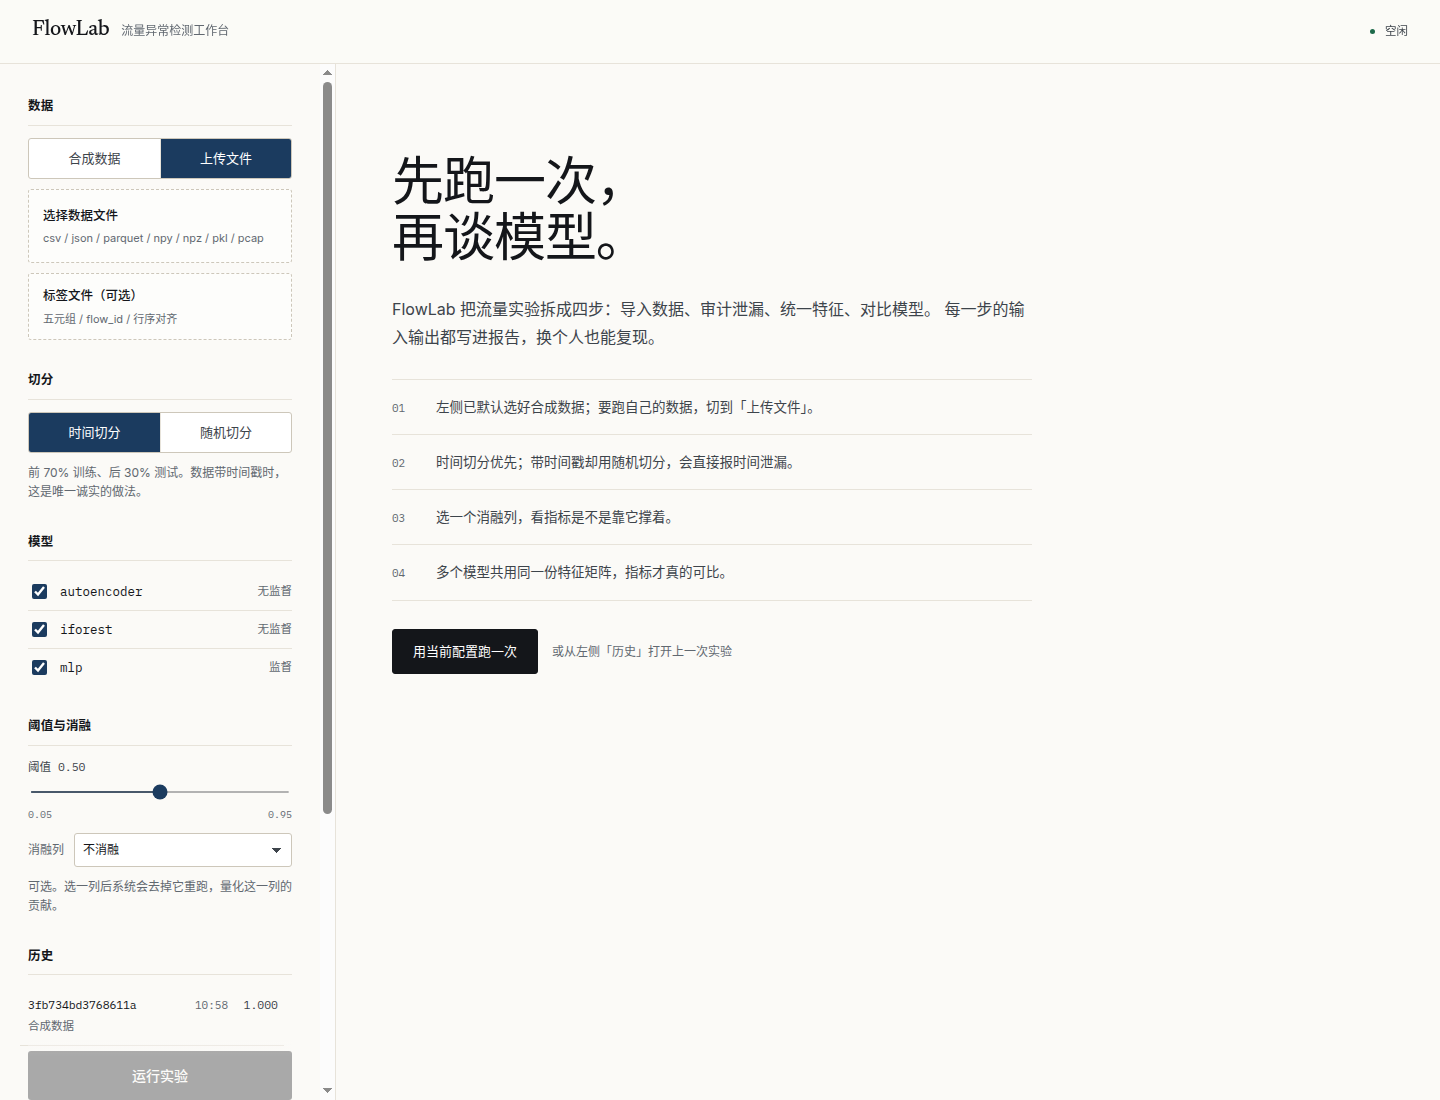 FlowLab 流量异常检测工作台
空闲
数据
合成数据 上传文件
选择数据文件
csv / json / parquet / npy / npz / pkl / pcap
标签文件（可选）
五元组 / flow_id / 行序对齐
切分
时间切分 随机切分
前 70% 训练、后 30% 测试。数据带时间戳时，
这是唯一诚实的做法。
模型
autoencoder 无监督
iforest 无监督
mlp 监督
阈值与消融
阈值 0.50
0.05 0.95
消融列 不消融
可选。选一列后系统会去掉它重跑，量化这一列的
贡献。
历史
3fb734bd3768611a 10:58 1.000
合成数据
运行实验
先跑一次，
再谈模型。
FlowLab 把流量实验拆成四步：导入数据、审计泄漏、统一特征、对比模型。 每一步的输
入输出都写进报告，换个人也能复现。
01 左侧已默认选好合成数据；要跑自己的数据，切到「上传文件」。
02 时间切分优先；带时间戳却用随机切分，会直接报时间泄漏。
03 选一个消融列，看指标是不是靠它撑着。
04 多个模型共用同一份特征矩阵，指标才真的可比。
用当前配置跑一次 或从左侧「历史」打开上一次实验